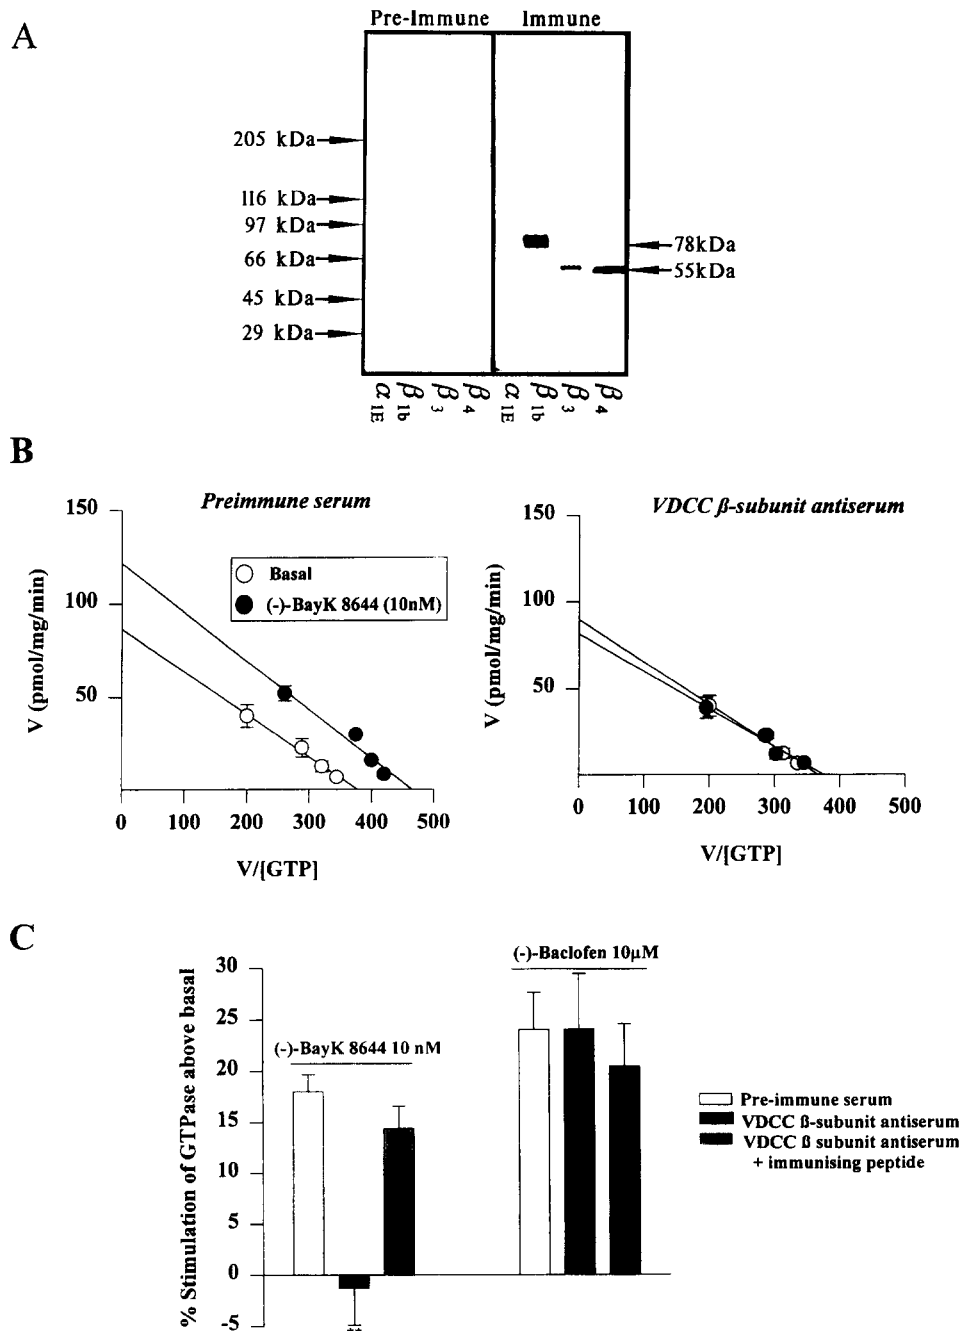 A
Pre-Immune
Immune
205 kDa
116 kDa
97 kDa
66 kDa
45 kDa
29 kDa
78kDa
55kDa
α1E β1b β3 β4 α1E β1b β3 β4
B
Preimmune serum
V (pmol/mg/min)
150
100
50
0 100 200 300 400 500
V/[GTP]
Basal
(-)-BayK 8644 (10nM)
VDCC β-subunit antiserum
V (pmol/mg/min)
150
100
50
0 100 200 300 400 500
V/[GTP]
C
% Stimulation of GTPase above basal
30
25
20
15
10
5
0
-5
(-)-BayK 8644 10 nM
**
(-)-Baclofen 10µM
Pre-immune serum
VDCC β-subunit antiserum
VDCC β subunit antiserum
+ immunising peptide